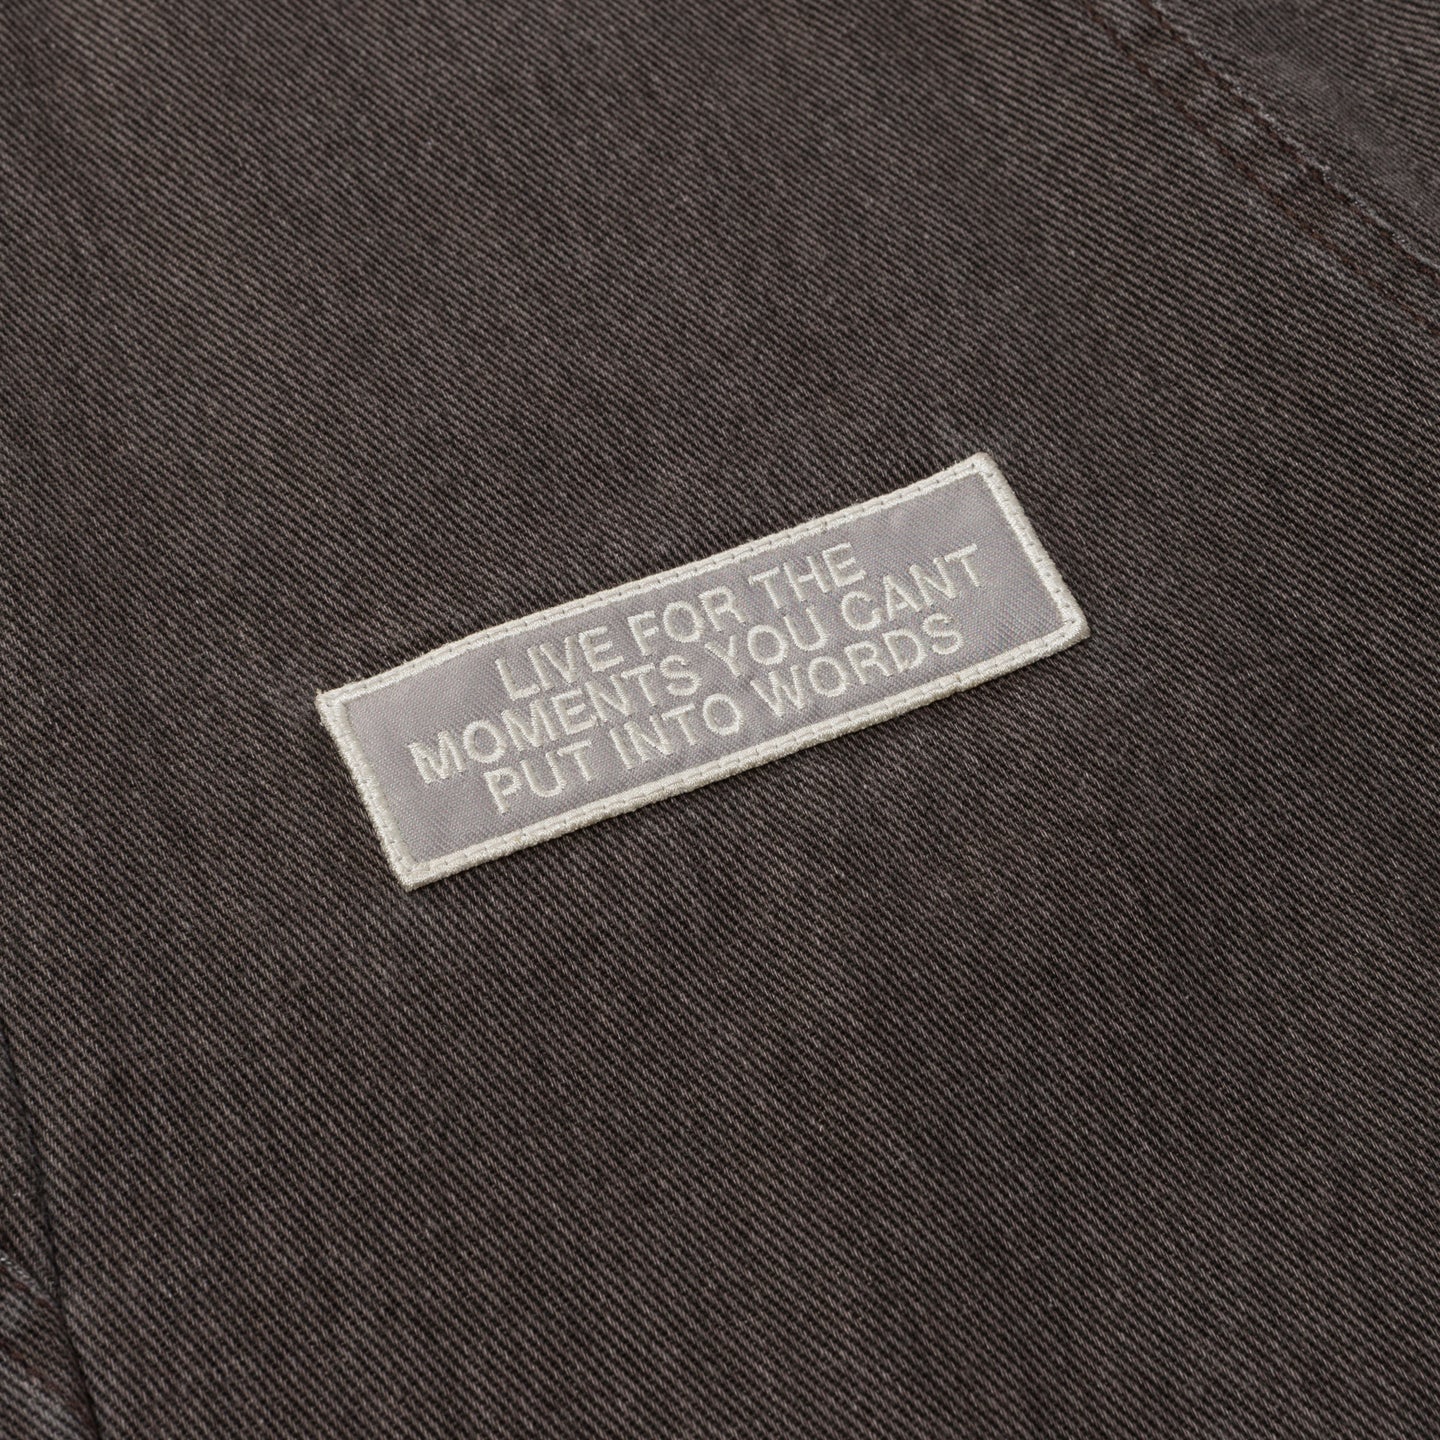 LIVE FOR THE
MOMENTS YOU CANT
PUT INTO WORDS